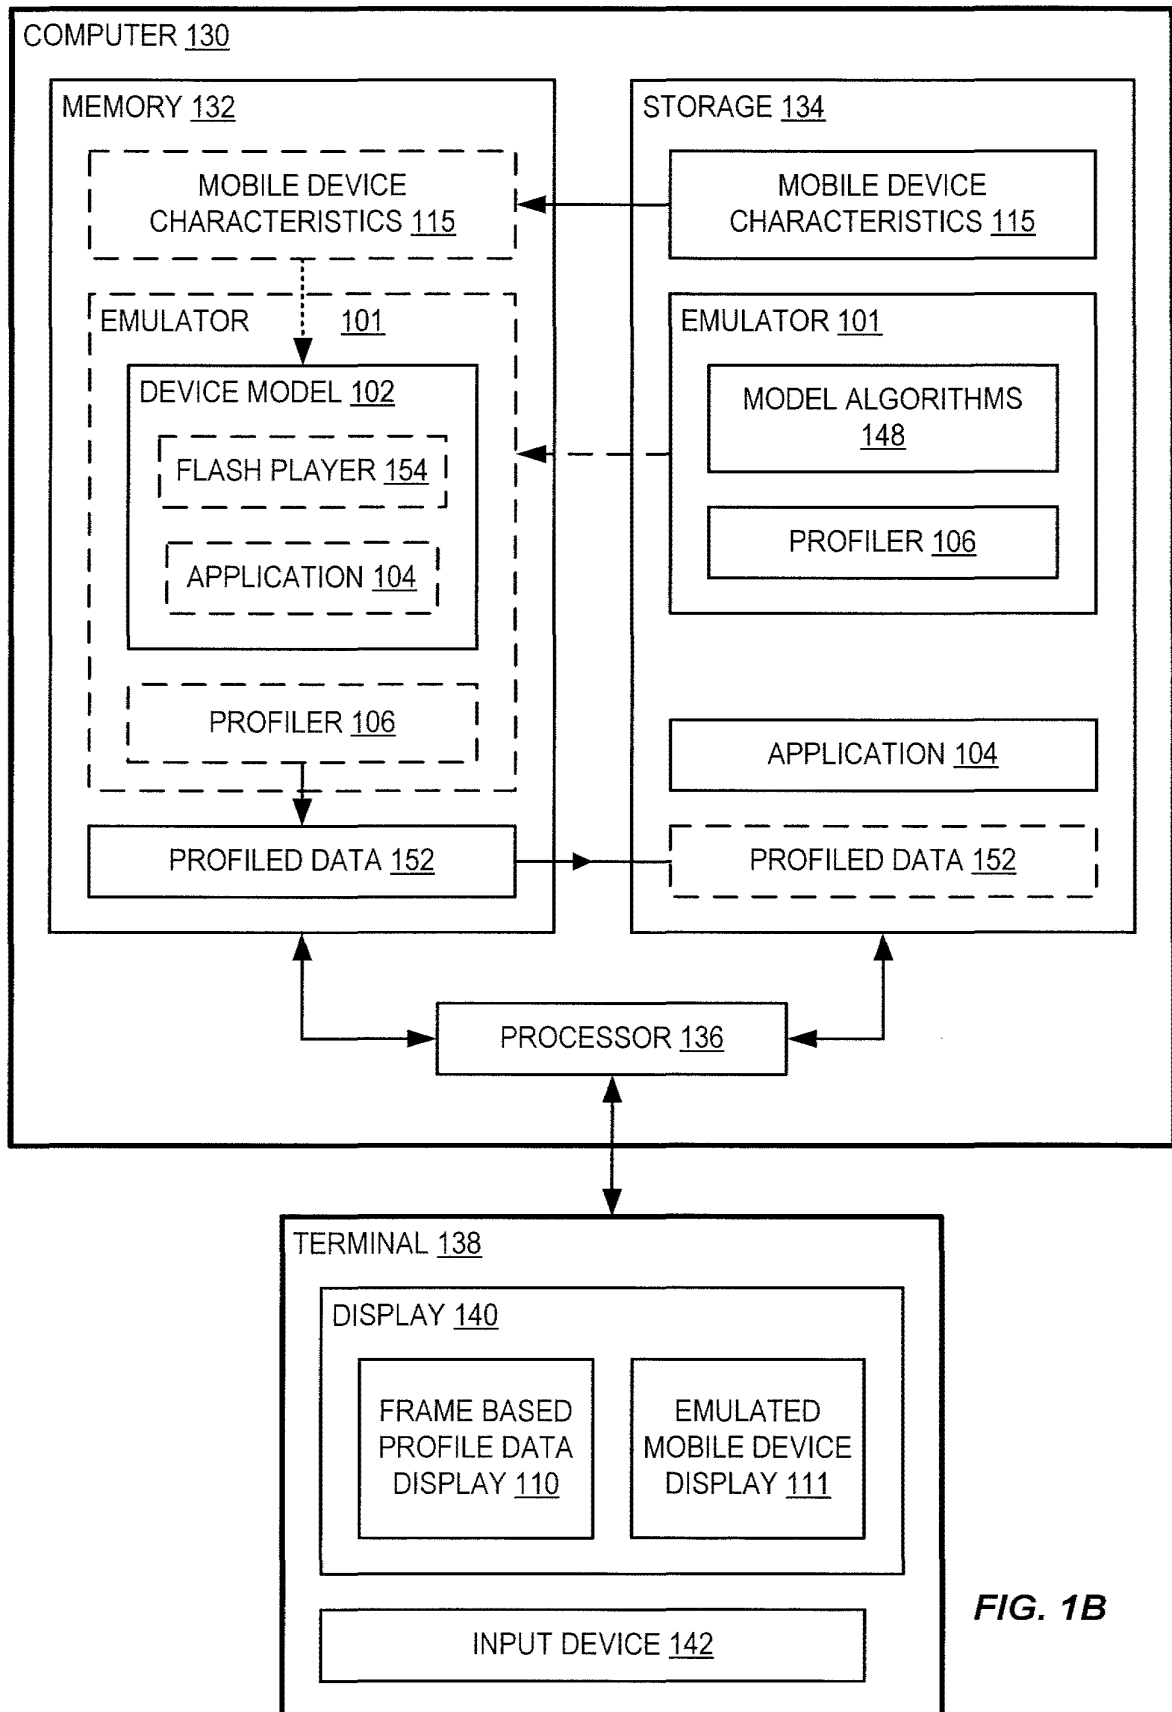 COMPUTER 130
MEMORY 132
MOBILE DEVICE
CHARACTERISTICS 115
EMULATOR 101
DEVICE MODEL 102
FLASH PLAYER 154
APPLICATION 104
PROFILER 106
PROFILED DATA 152
STORAGE 134
MOBILE DEVICE
CHARACTERISTICS 115
EMULATOR 101
MODEL ALGORITHMS
148
PROFILER 106
APPLICATION 104
PROFILED DATA 152
PROCESSOR 136
TERMINAL 138
DISPLAY 140
FRAME BASED
PROFILE DATA
DISPLAY 110
EMULATED
MOBILE DEVICE
DISPLAY 111
INPUT DEVICE 142
FIG. 1B